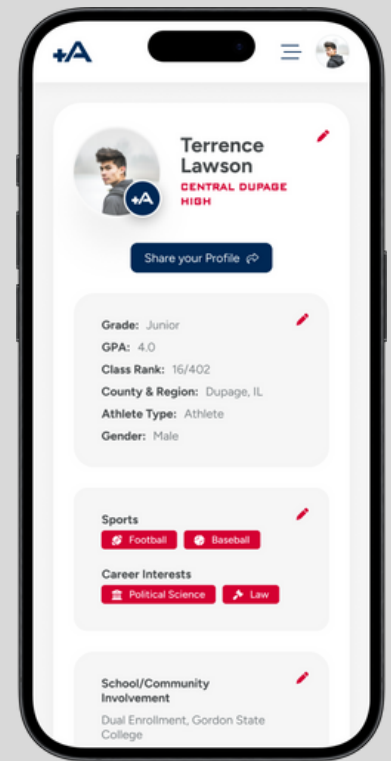 +A
Terrence
Lawson
CENTRAL DUPAGE
HIGH
+A
Share your Profile
Grade: Junior
GPA: 4.0
Class Rank: 16/402
County & Region: Dupage, IL
Athlete Type: Athlete
Gender: Male
Sports
Football Baseball
Career Interests
Political Science Law
School/Community
Involvement
Dual Enrollment, Gordon State
College